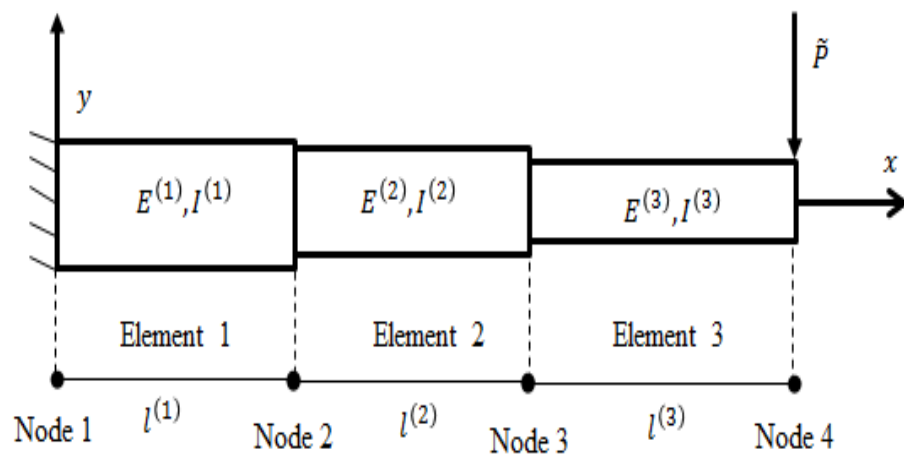 y
P̃
x
E⁽¹⁾,I⁽¹⁾
E⁽²⁾,I⁽²⁾
E⁽³⁾,I⁽³⁾
Element 1
Element 2
Element 3
l⁽¹⁾
l⁽²⁾
l⁽³⁾
Node 1
Node 2
Node 3
Node 4